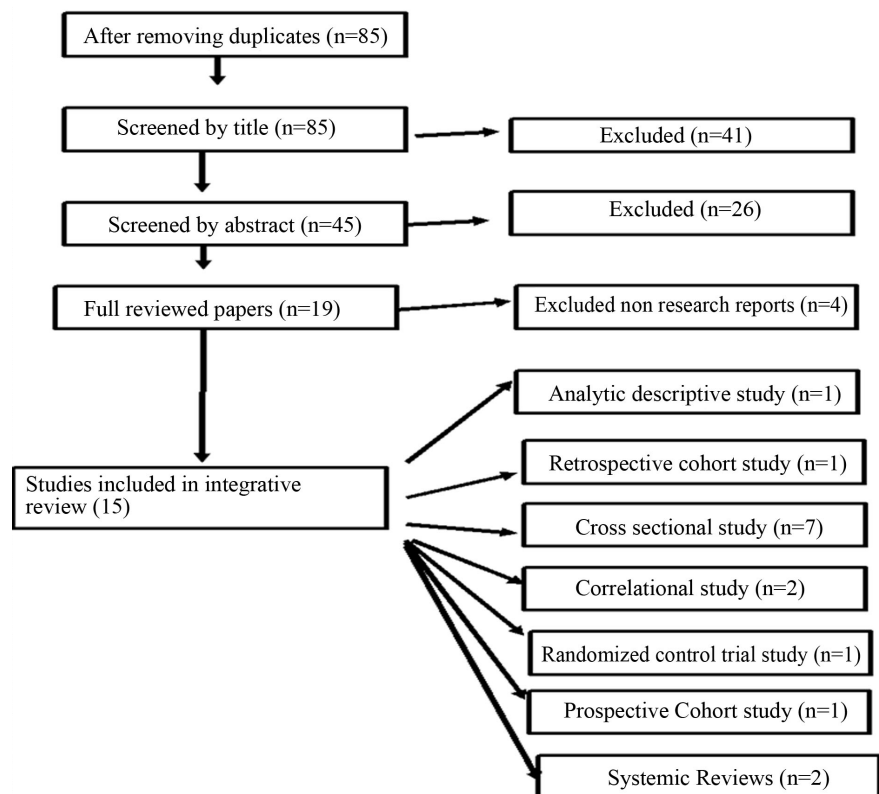 After removing duplicates (n=85)
Screened by title (n=85)
Excluded (n=41)
Screened by abstract (n=45)
Excluded (n=26)
Full reviewed papers (n=19)
Excluded non research reports (n=4)
Analytic descriptive study (n=1)
Retrospective cohort study (n=1)
Studies included in integrative
review (15)
Cross sectional study (n=7)
Correlational study (n=2)
Randomized control trial study (n=1)
Prospective Cohort study (n=1)
Systemic Reviews (n=2)